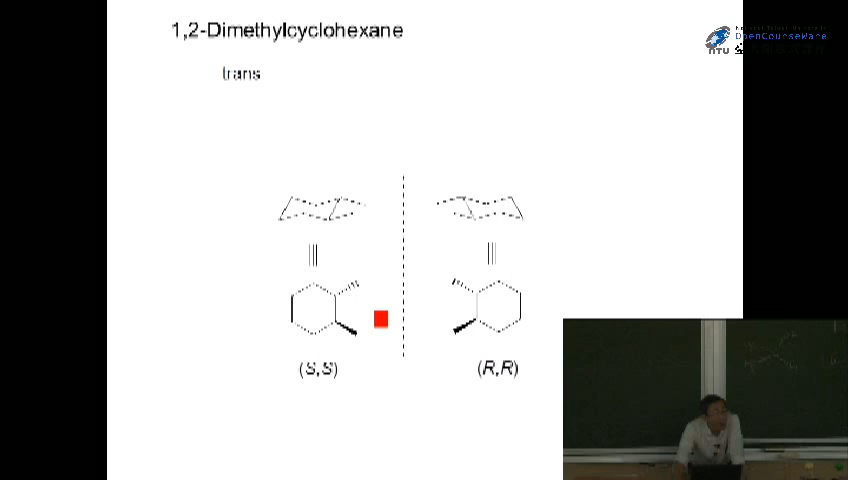 1,2-Dimethylcyclohexane
OpenCourseWare
NTU
trans
(S,S)
(R,R)